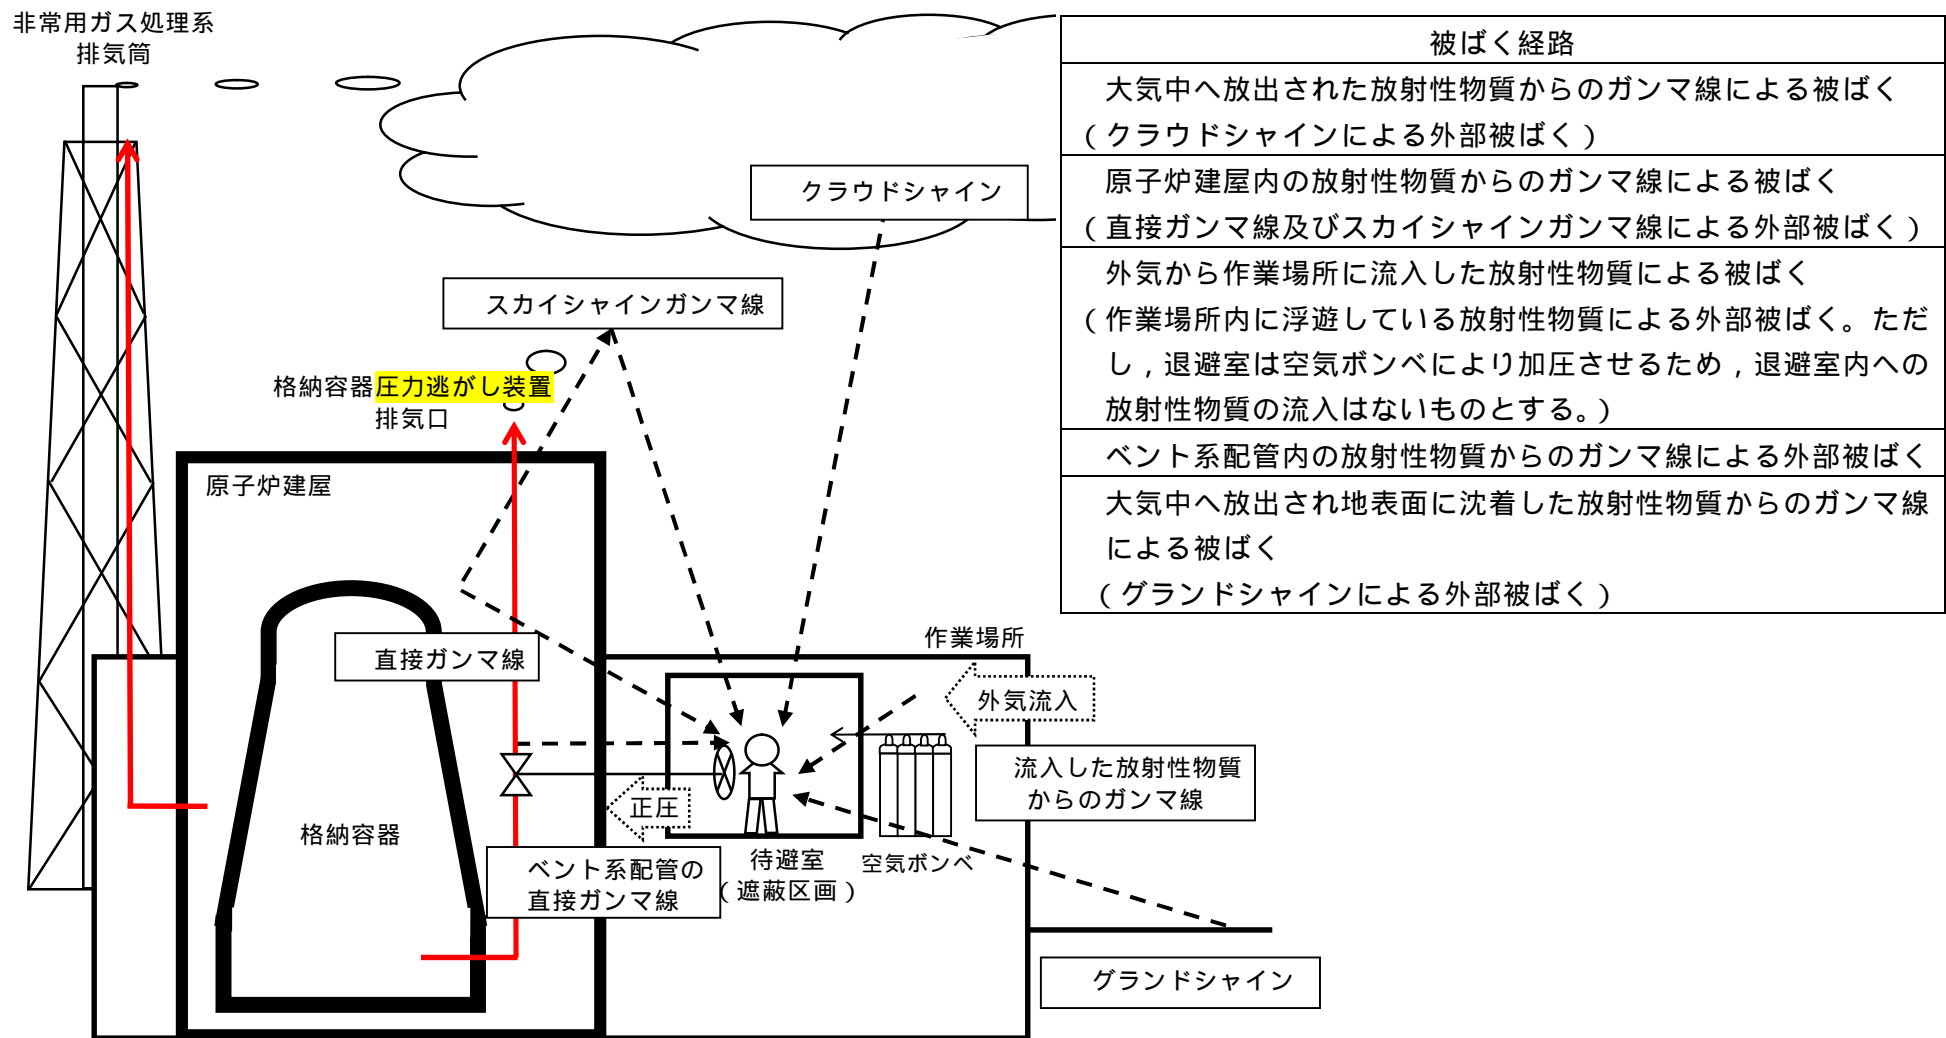 非常用ガス処理系
排気筒
クラウドシャイン
スカイシャインガンマ線
格納容器圧力逃がし装置
排気口
原子炉建屋
直接ガンマ線
格納容器
ベント系配管の
直接ガンマ線
正圧
待避室
(遮蔽区画)
空気ボンベ
作業場所
外気流入
流入した放射性物質
からのガンマ線
グランドシャイン
被ばく経路
大気中へ放出された放射性物質からのガンマ線による被ばく
(クラウドシャインによる外部被ばく)
原子炉建屋内の放射性物質からのガンマ線による被ばく
(直接ガンマ線及びスカイシャインガンマ線による外部被ばく)
外気から作業場所に流入した放射性物質による被ばく
(作業場所内に浮遊している放射性物質による外部被ばく。ただ
し,退避室は空気ボンベにより加圧させるため,退避室内への
放射性物質の流入はないものとする。)
ベント系配管内の放射性物質からのガンマ線による外部被ばく
大気中へ放出され地表面に沈着した放射性物質からのガンマ線
による被ばく
(グランドシャインによる外部被ばく)